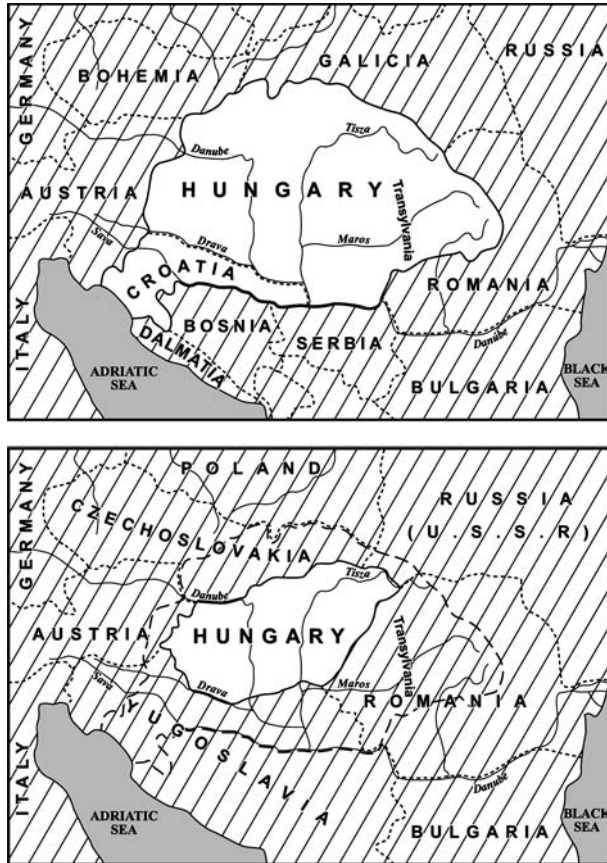 GERMANY
BOHEMIA
GALICIA
RUSSIA
Tisza
Danube
HUNGARY
AUSTRIA
Transylvania
Sava
Drava
Maros
CROATIA
ROMANIA
BOSNIA
SERBIA
Danube
ITALY
DALMATIA
ADRIATIC
SEA
BULGARIA
BLACK
SEA
GERMANY
POLAND
RUSSIA
(U.S.S.R)
CZECHOSLOVAKIA
Tisza
Danube
HUNGARY
AUSTRIA
Transylvania
Sava
Drava
Maros
ROMANIA
YUGOSLAVIA
Danube
ITALY
ADRIATIC
SEA
BULGARIA
BLACK
SEA